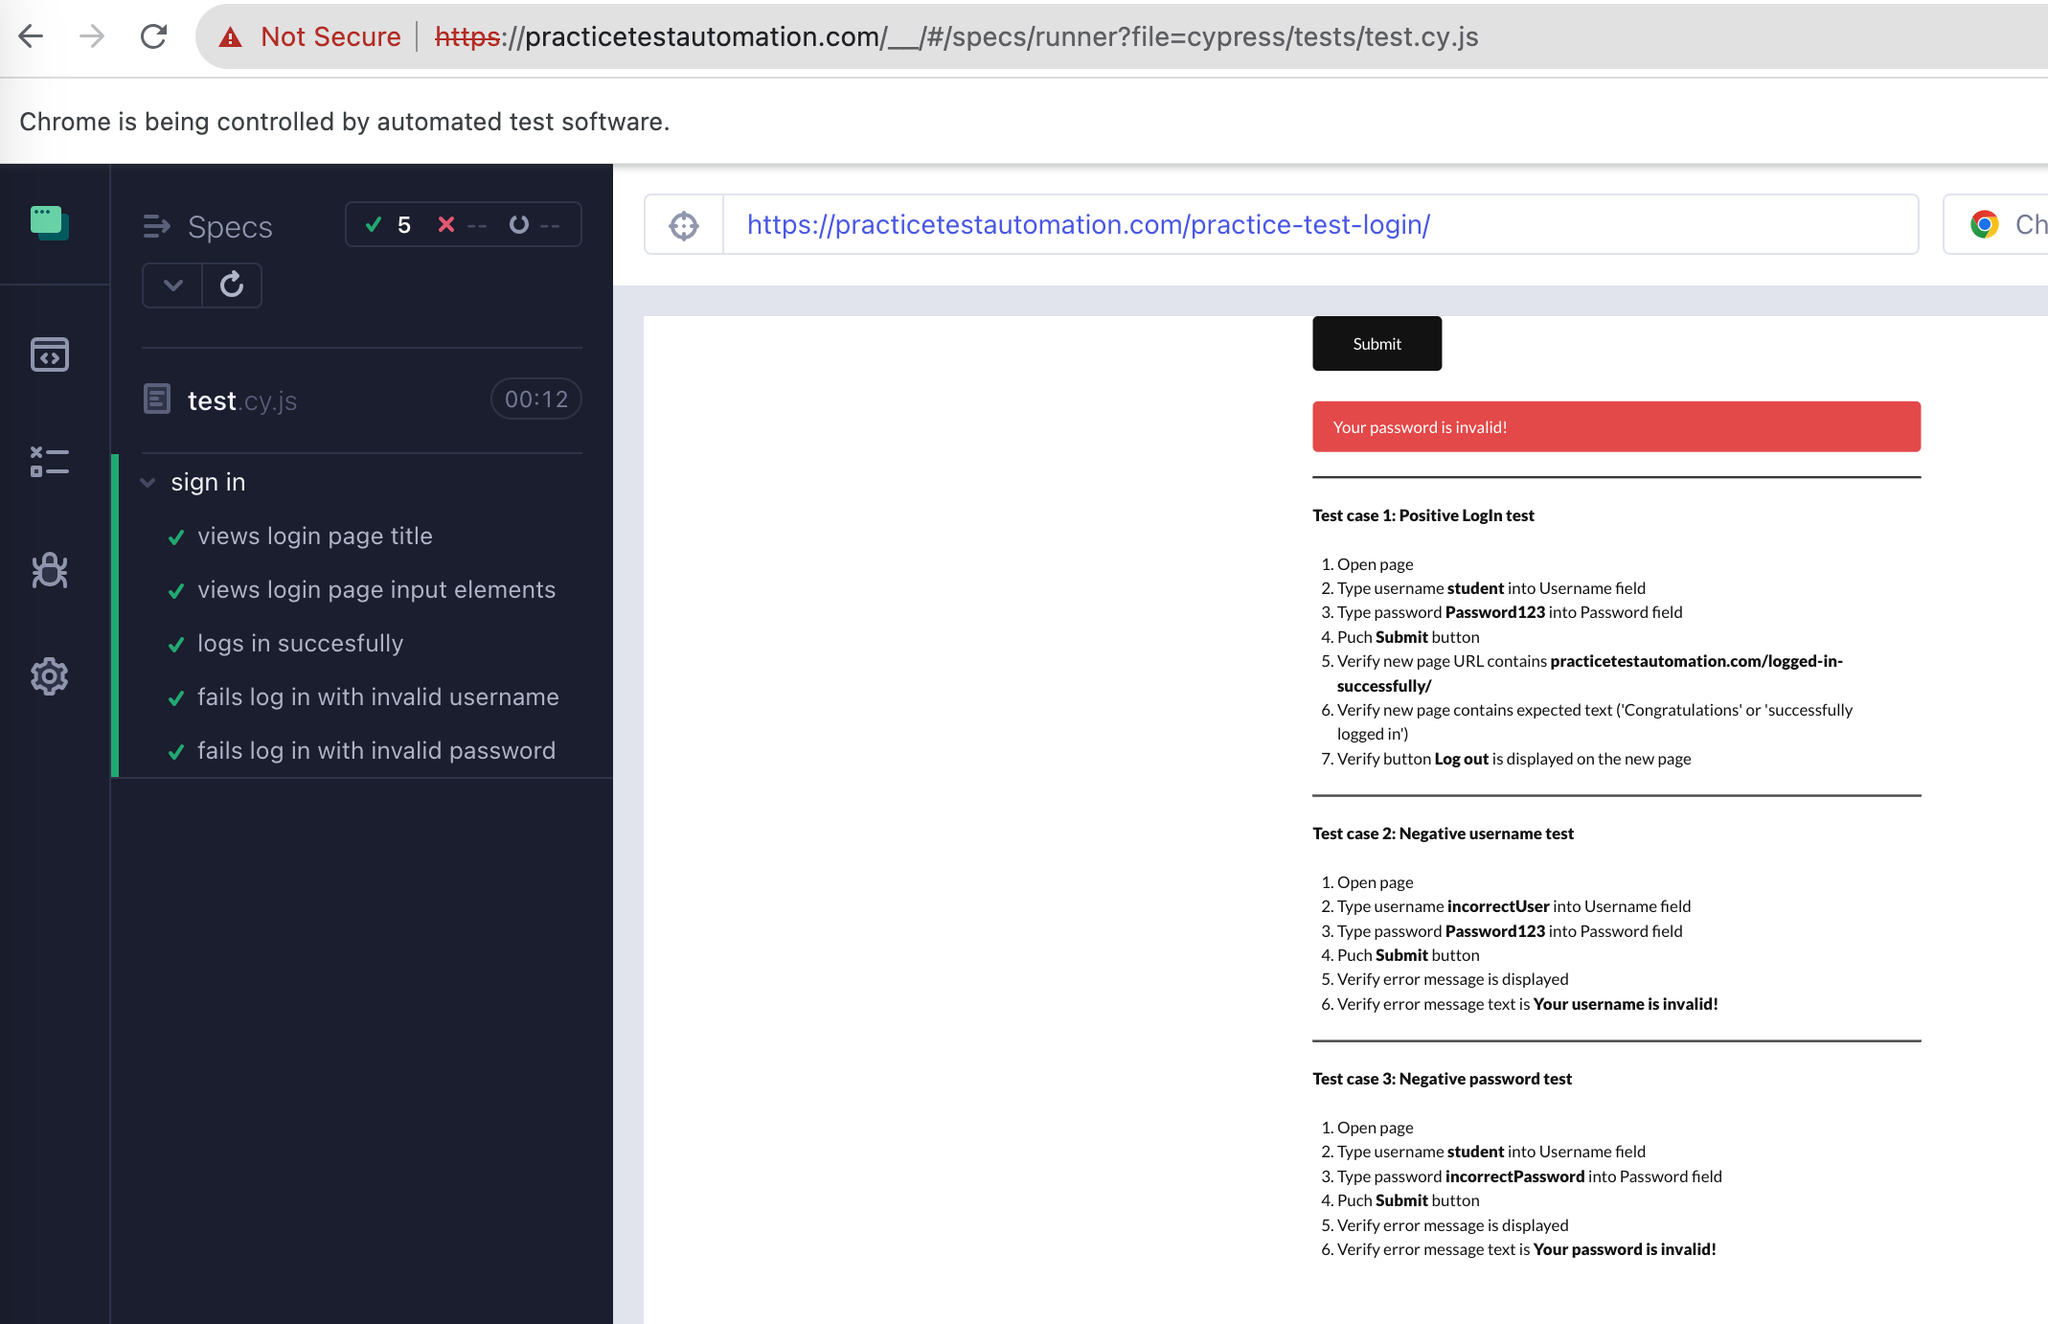 Not Secure https://practicetestautomation.com/__/#/specs/runner?file=cypress/tests/test.cy.js
Chrome is being controlled by automated test software.
Specs 5 -- --
test.cy.js 00:12
sign in
views login page title
views login page input elements
logs in succesfully
fails log in with invalid username
fails log in with invalid password
https://practicetestautomation.com/practice-test-login/ Ch
Submit
Your password is invalid!
Test case 1: Positive LogIn test
1. Open page
2. Type username student into Username field
3. Type password Password123 into Password field
4. Puch Submit button
5. Verify new page URL contains practicetestautomation.com/logged-in-
successfully/
6. Verify new page contains expected text ('Congratulations' or 'successfully
logged in')
7. Verify button Log out is displayed on the new page
Test case 2: Negative username test
1. Open page
2. Type username incorrectUser into Username field
3. Type password Password123 into Password field
4. Puch Submit button
5. Verify error message is displayed
6. Verify error message text is Your username is invalid!
Test case 3: Negative password test
1. Open page
2. Type username student into Username field
3. Type password incorrectPassword into Password field
4. Puch Submit button
5. Verify error message is displayed
6. Verify error message text is Your password is invalid!